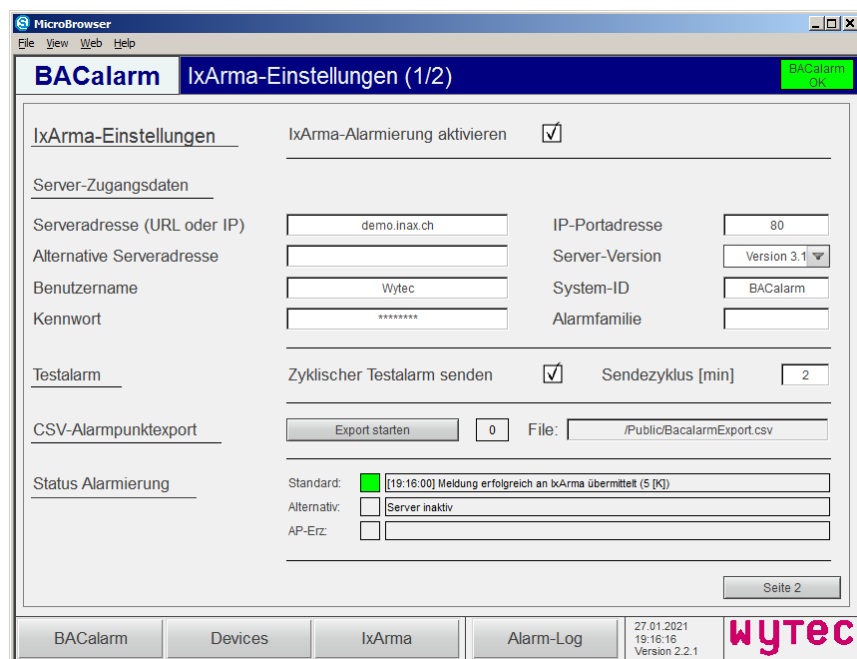 MicroBrowser
File View Web Help
BACalarm IxArma-Einstellungen (1/2) BACalarm OK
IxArma-Einstellungen IxArma-Alarmierung aktivieren
Server-Zugangsdaten
Serveradresse (URL oder IP) demo.inax.ch IP-Portadresse 80
Alternative Serveradresse Server-Version Version 3.1
Benutzername Wytec System-ID BACalarm
Kennwort ******** Alarmfamilie
Testalarm Zyklischer Testalarm senden Sendezyklus [min] 2
CSV-Alarmpunktexport Export starten 0 File: /Public/BacalarmExport.csv
Status Alarmierung Standard: [19:16:00] Meldung erfolgreich an IxArma übermittelt (5 [K])
Alternativ: Server inaktiv
AP-Erz:
Seite 2
BACalarm Devices IxArma Alarm-Log 27.01.2021
19:16:16
Version 2.2.1
wytec